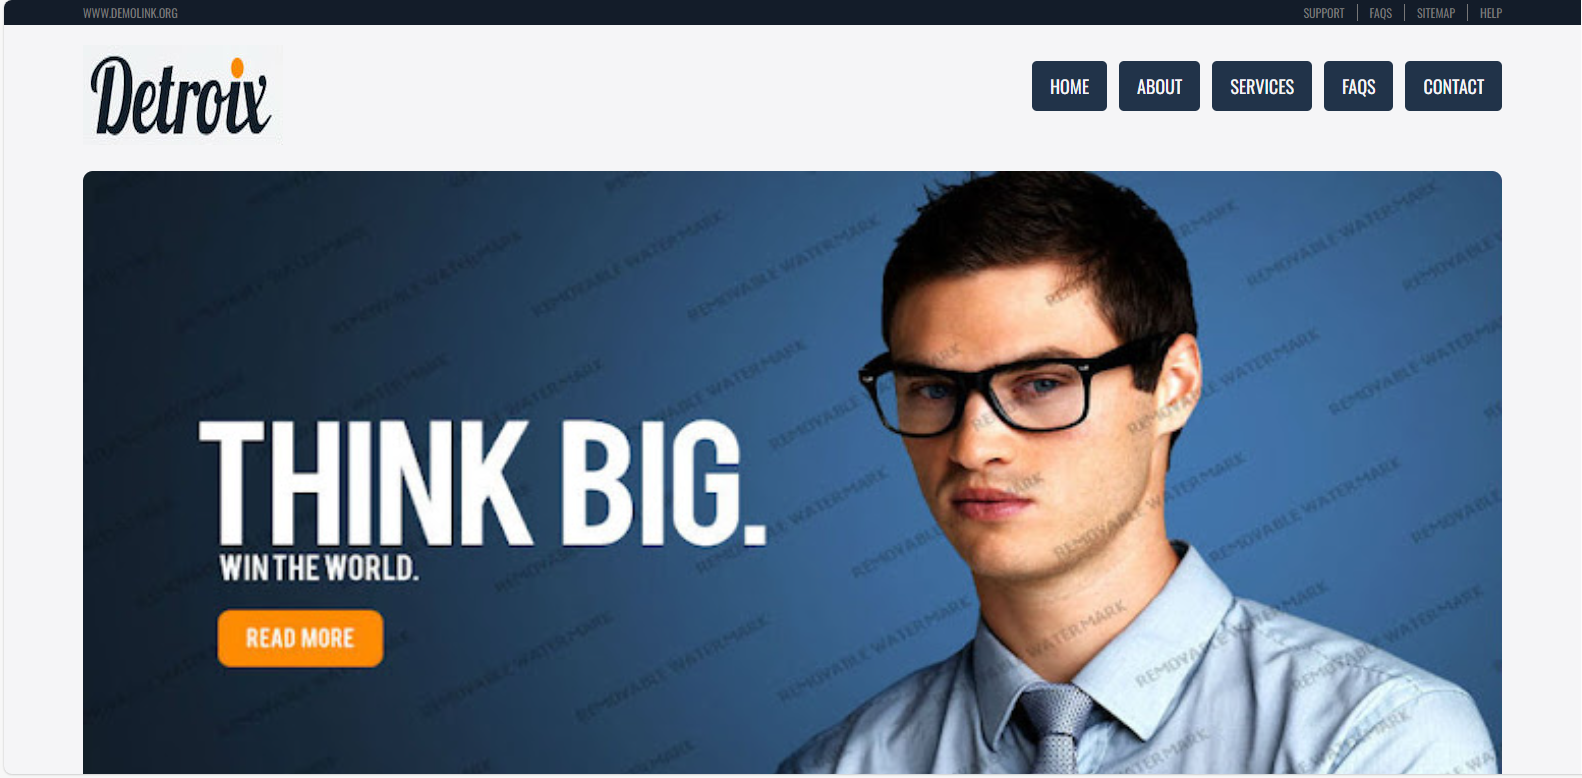 WWW.DEMOLINK.ORG
SUPPORT FAQS SITEMAP HELP
Detroix
HOME ABOUT SERVICES FAQS CONTACT
THINK BIG.
WIN THE WORLD.
READ MORE
REMOVABLE WATERMARK